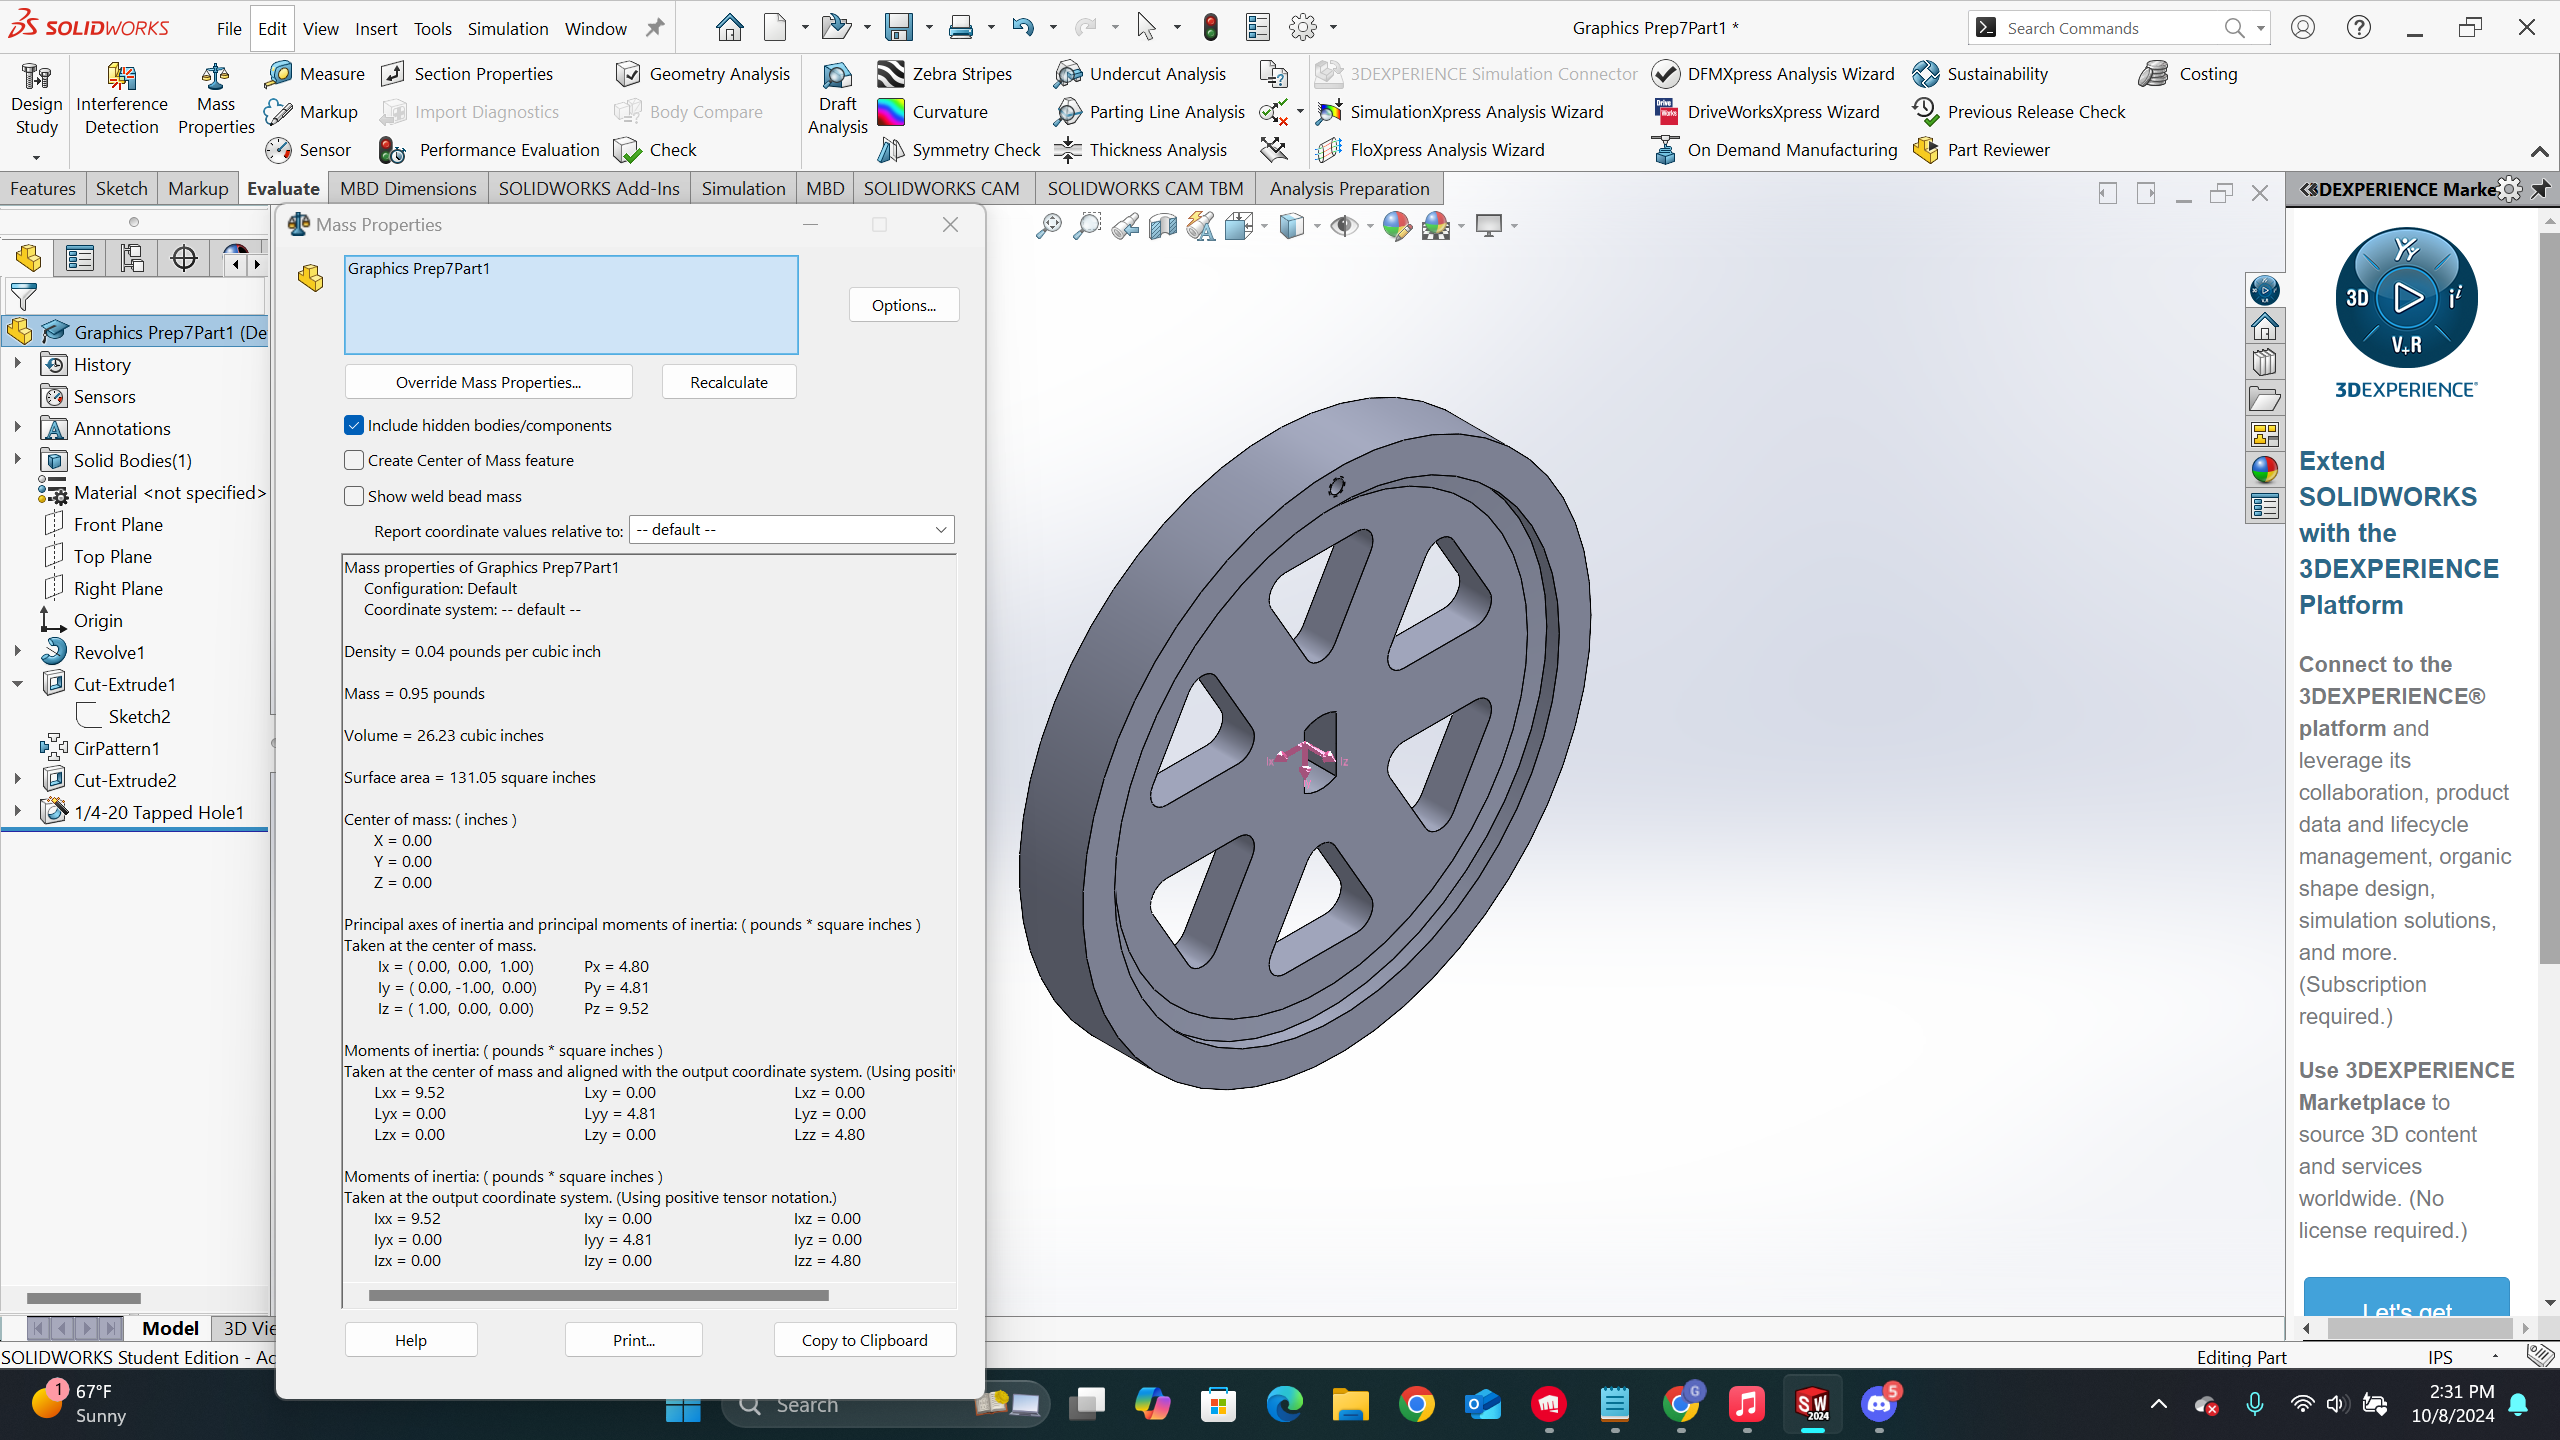 SOLIDWORKS File Edit View Insert Tools Simulation Window Graphics Prep7Part1 * Search Commands
Design Study
Interference Detection
Mass Properties
Measure
Markup
Sensor
Section Properties
Import Diagnostics
Performance Evaluation
Geometry Analysis
Body Compare
Check
Draft Analysis
Zebra Stripes
Curvature
Symmetry Check
Undercut Analysis
Parting Line Analysis
Thickness Analysis
3DEXPERIENCE Simulation Connector
SimulationXpress Analysis Wizard
FloXpress Analysis Wizard
DFMXpress Analysis Wizard
DriveWorksXpress Wizard
On Demand Manufacturing
Sustainability
Previous Release Check
Part Reviewer
Costing
Features Sketch Markup Evaluate MBD Dimensions SOLIDWORKS Add-Ins Simulation MBD SOLIDWORKS CAM SOLIDWORKS CAM TBM Analysis Preparation
Graphics Prep7Part1 (De
History
Sensors
Annotations
Solid Bodies(1)
Material <not specified>
Front Plane
Top Plane
Right Plane
Origin
Revolve1
Cut-Extrude1
Sketch2
CirPattern1
Cut-Extrude2
1/4-20 Tapped Hole1
Model 3D Vie
SOLIDWORKS Student Edition - Ac
Mass Properties
Graphics Prep7Part1
Options...
Override Mass Properties... Recalculate
Include hidden bodies/components
Create Center of Mass feature
Show weld bead mass
Report coordinate values relative to: -- default --
Mass properties of Graphics Prep7Part1
Configuration: Default
Coordinate system: -- default --
Density = 0.04 pounds per cubic inch
Mass = 0.95 pounds
Volume = 26.23 cubic inches
Surface area = 131.05 square inches
Center of mass: ( inches )
X = 0.00
Y = 0.00
Z = 0.00
Principal axes of inertia and principal moments of inertia: ( pounds * square inches )
Taken at the center of mass.
Ix = ( 0.00, 0.00, 1.00) Px = 4.80
Iy = ( 0.00, -1.00, 0.00) Py = 4.81
Iz = ( 1.00, 0.00, 0.00) Pz = 9.52
Moments of inertia: ( pounds * square inches )
Taken at the center of mass and aligned with the output coordinate system. (Using positi
Lxx = 9.52 Lxy = 0.00 Lxz = 0.00
Lyx = 0.00 Lyy = 4.81 Lyz = 0.00
Lzx = 0.00 Lzy = 0.00 Lzz = 4.80
Moments of inertia: ( pounds * square inches )
Taken at the output coordinate system. (Using positive tensor notation.)
Ixx = 9.52 Ixy = 0.00 Ixz = 0.00
Iyx = 0.00 Iyy = 4.81 Iyz = 0.00
Izx = 0.00 Izy = 0.00 Izz = 4.80
Help Print... Copy to Clipboard
Ix Iz
3DEXPERIENCE Marke
3D V+R
3DEXPERIENCE
Extend
SOLIDWORKS
with the
3DEXPERIENCE
Platform
Connect to the
3DEXPERIENCE®
platform and
leverage its
collaboration, product
data and lifecycle
management, organic
shape design,
simulation solutions,
and more.
(Subscription
required.)
Use 3DEXPERIENCE
Marketplace to
source 3D content
and services
worldwide. (No
license required.)
Let's get
Editing Part IPS
1 67°F
Sunny
Search
G
SW
2024
5
2:31 PM
10/8/2024